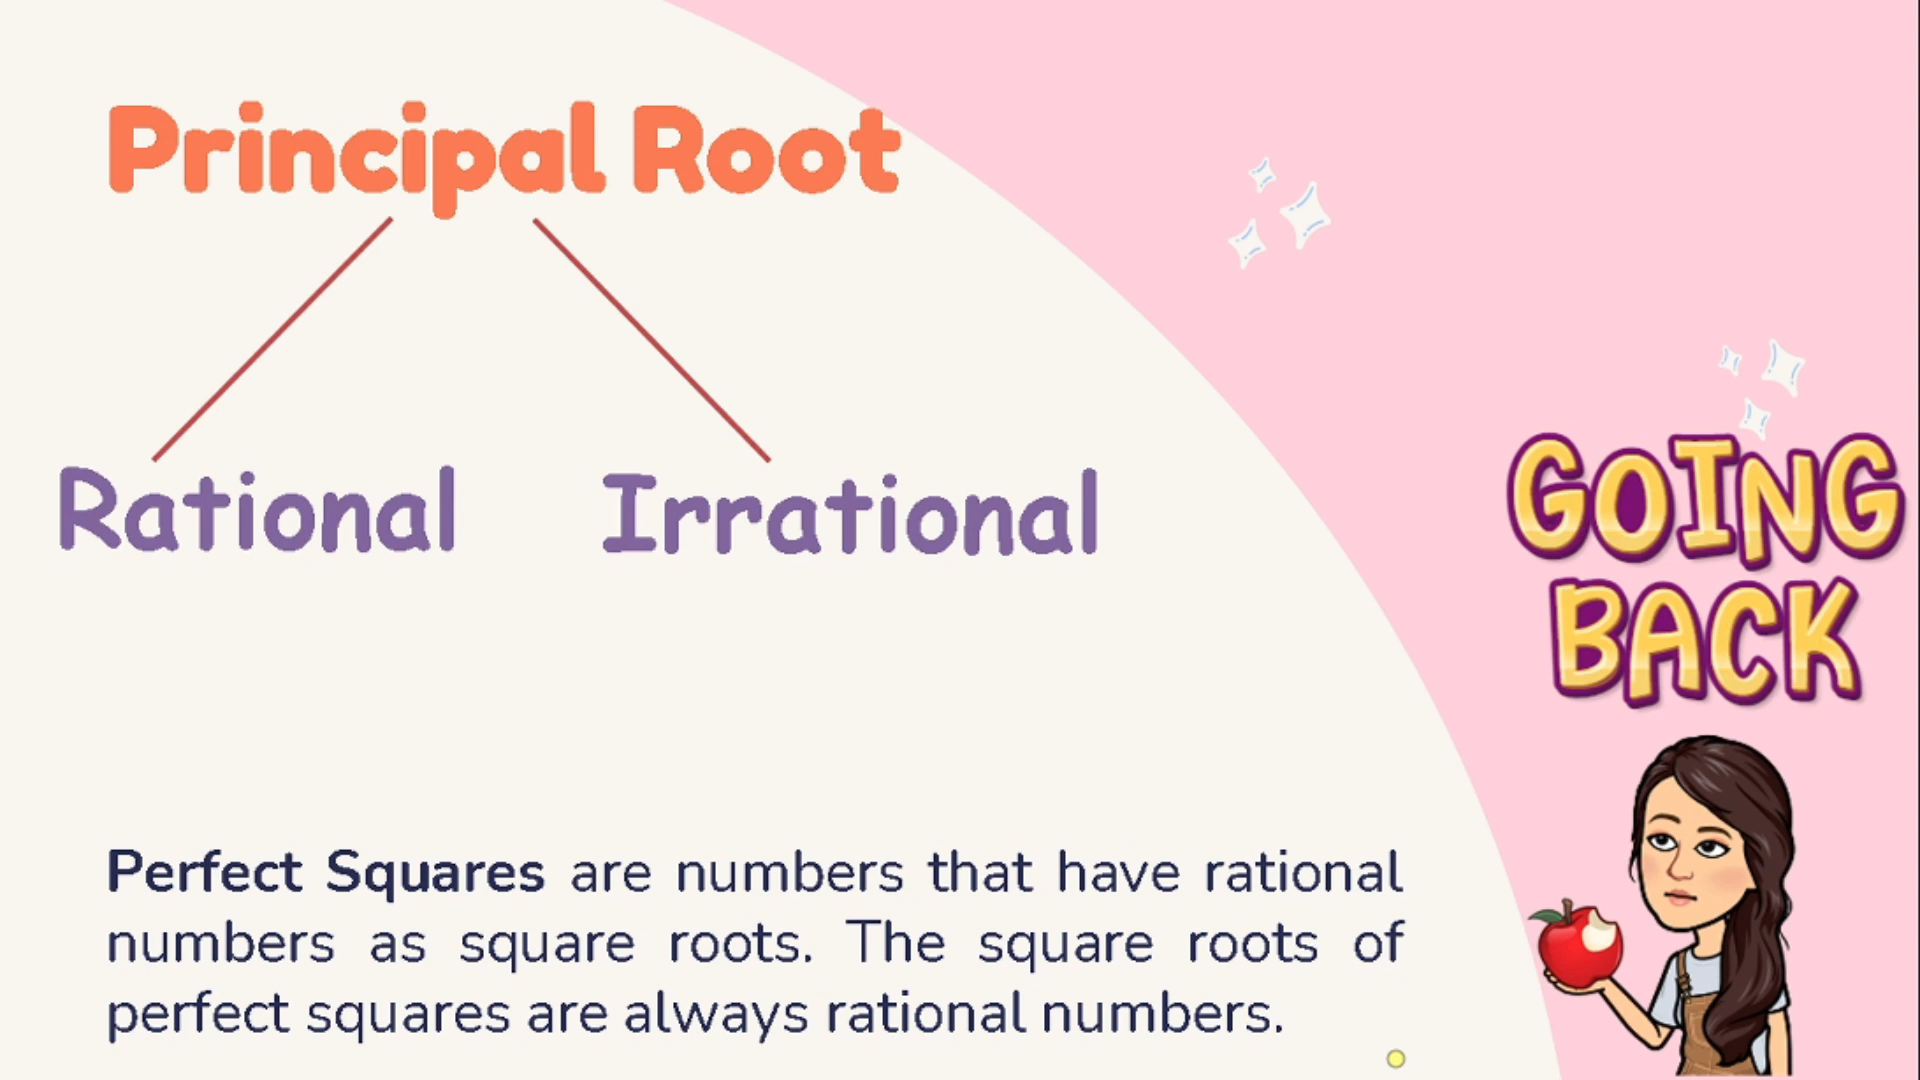 Principal Root
Rational Irrational
GOING
BACK
Perfect Squares are numbers that have rational
numbers as square roots. The square roots of
perfect squares are always rational numbers.